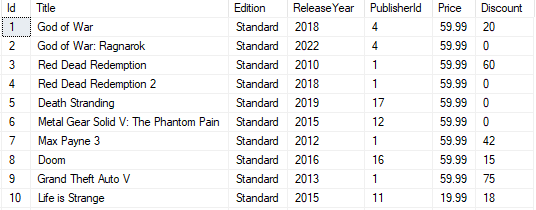 Id Title Edition ReleaseYear PublisherId Price Discount
1 God of War Standard 2018 4 59.99 20
2 God of War: Ragnarok Standard 2022 4 59.99 0
3 Red Dead Redemption Standard 2010 1 59.99 60
4 Red Dead Redemption 2 Standard 2018 1 59.99 0
5 Death Stranding Standard 2019 17 59.99 0
6 Metal Gear Solid V: The Phantom Pain Standard 2015 12 59.99 0
7 Max Payne 3 Standard 2012 1 59.99 42
8 Doom Standard 2016 16 59.99 15
9 Grand Theft Auto V Standard 2013 1 59.99 75
10 Life is Strange Standard 2015 11 19.99 18